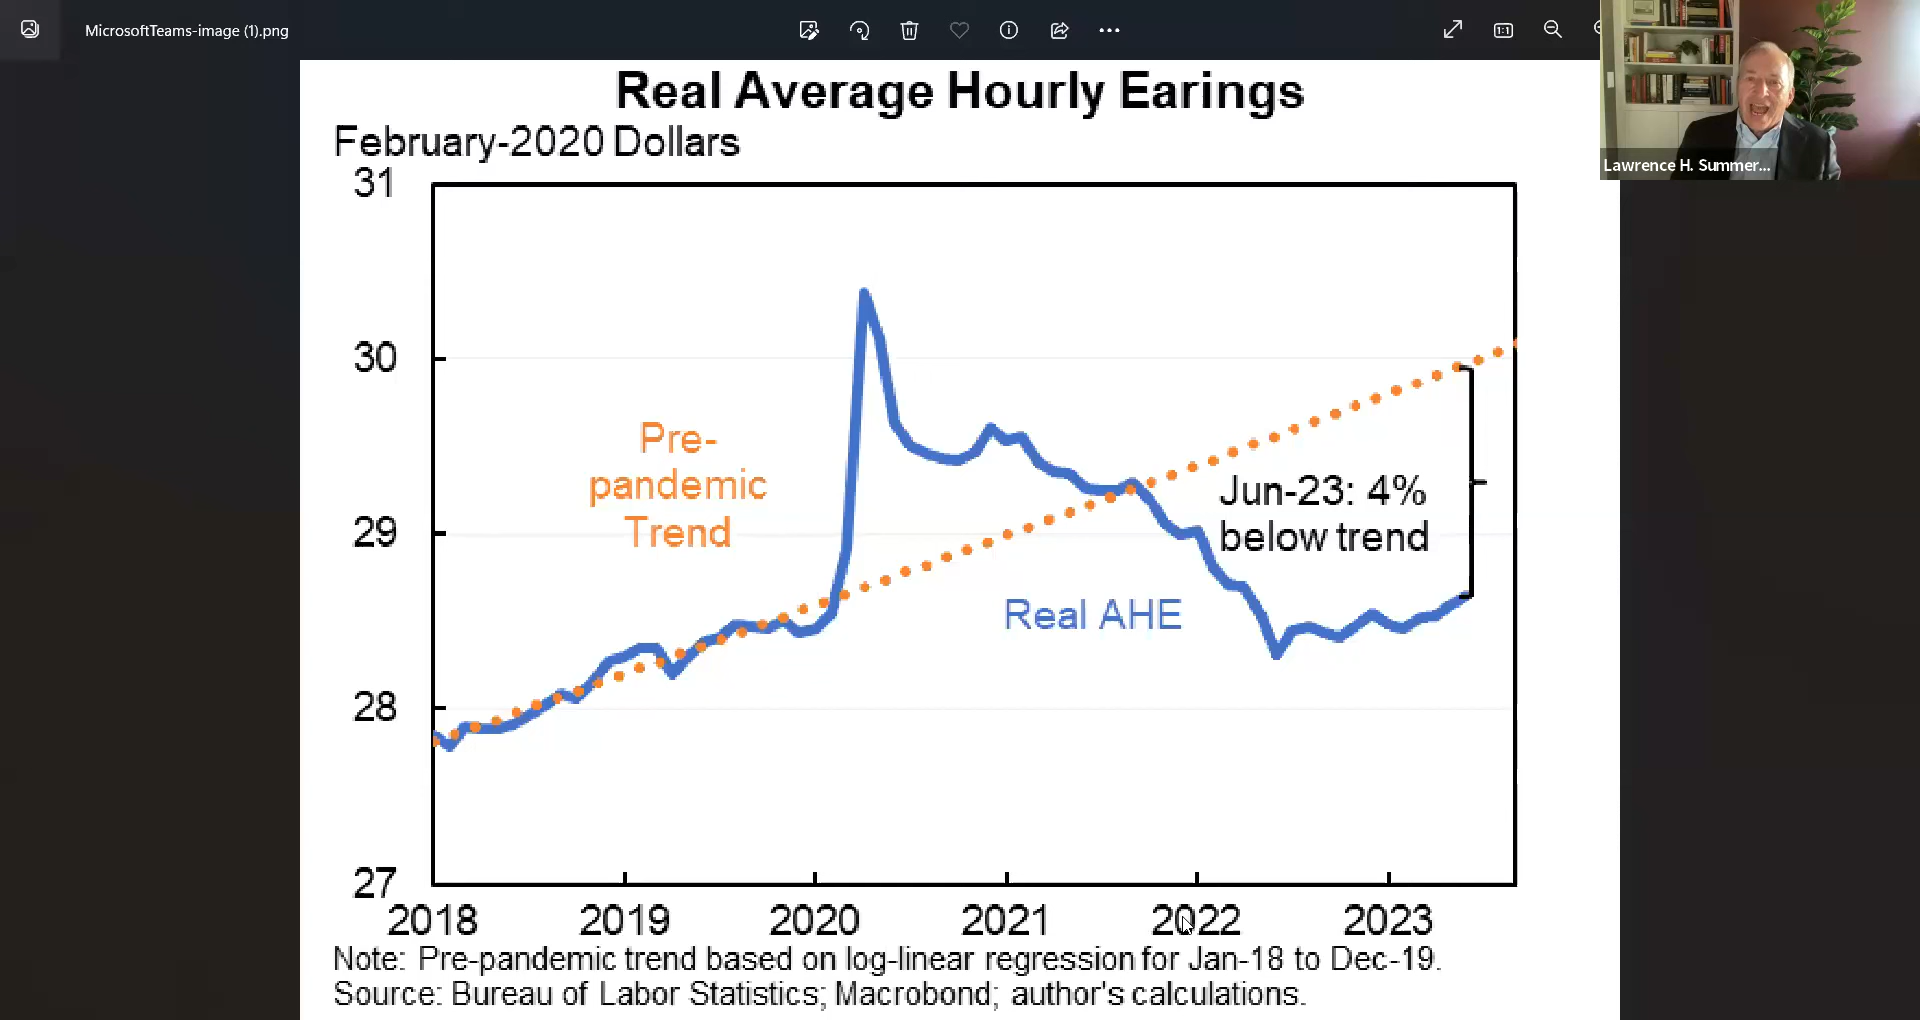 MicrosoftTeams-image (1).png
1:1
Lawrence H. Summer...
Real Average Hourly Earings
February-2020 Dollars
31
30
29
28
27
Pre-
pandemic
Trend
Real AHE
Jun-23: 4%
below trend
2018 2019 2020 2021 2022 2023
Note: Pre-pandemic trend based on log-linear regression for Jan-18 to Dec-19.
Source: Bureau of Labor Statistics; Macrobond; author's calculations.